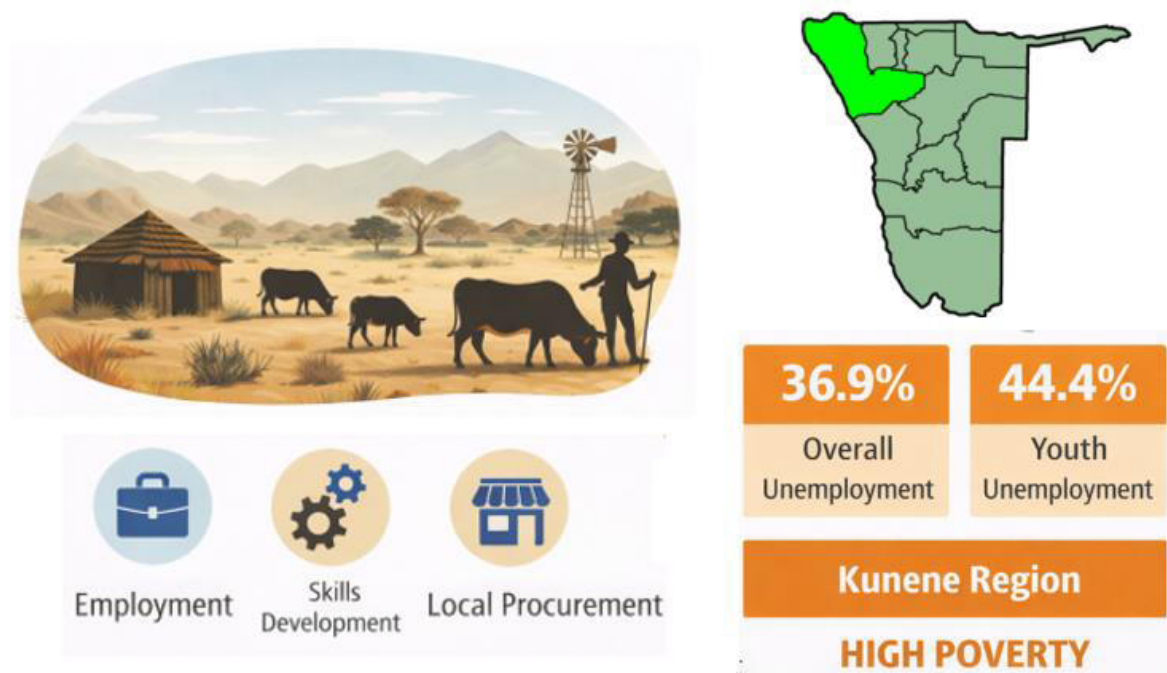 36.9%
Overall
Unemployment
44.4%
Youth
Unemployment
Employment
Skills
Development
Local Procurement
Kunene Region
HIGH POVERTY